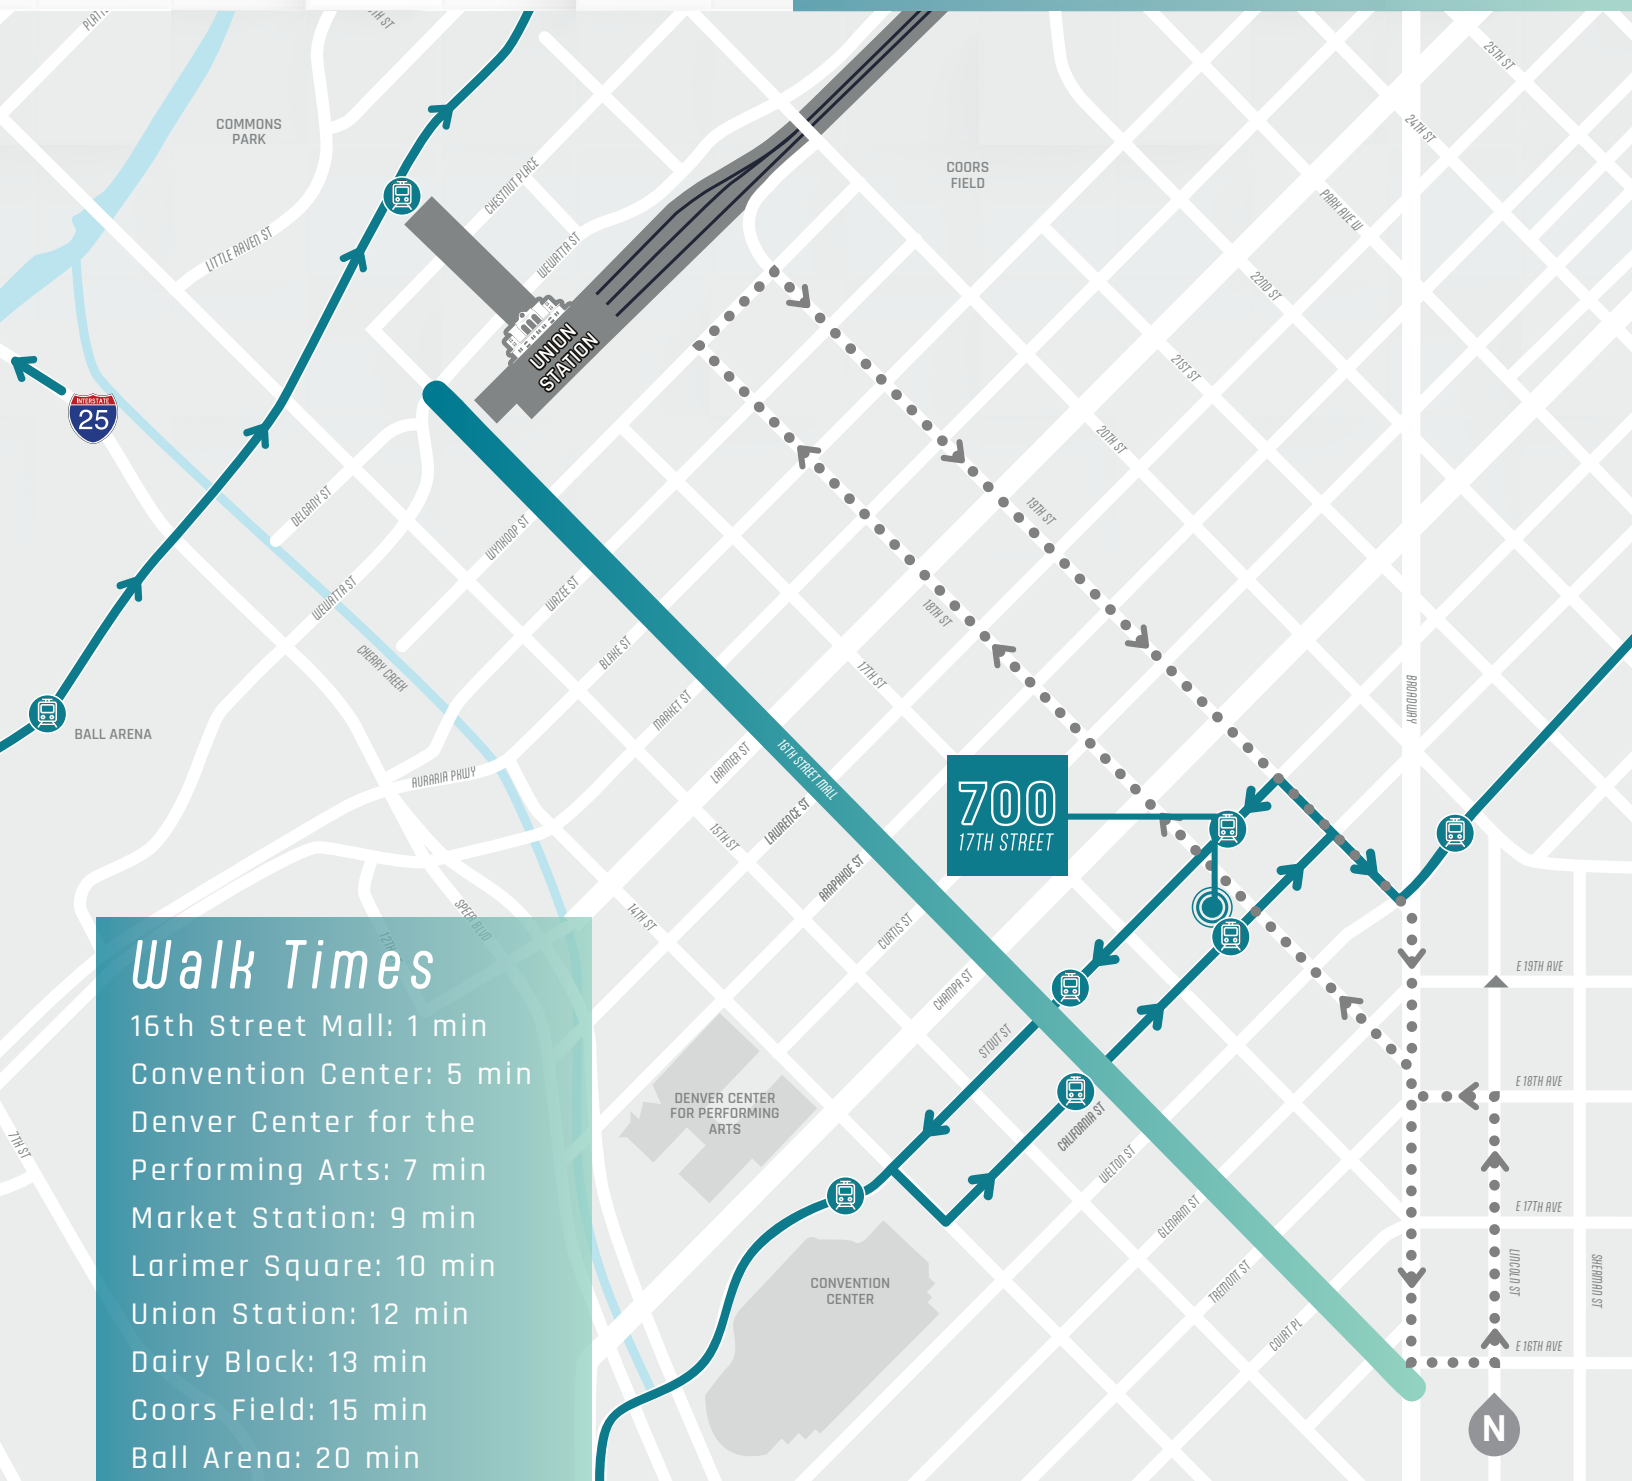 PLATT
TH ST
25TH ST
COMMONS
PARK
24TH ST
COORS
FIELD
CHESTNUT PLACE
PARK AVE W
LITTLE RAVEN ST
WEWATTA ST
22ND ST
UNION
STATION
21ST ST
INTERSTATE
25
20TH ST
DELGANY ST
WYNKOOP ST
19TH ST
WEWATTA ST
WAZEE ST
18TH ST
CHERRY CREEK
BLAKE ST
17TH ST
MARKET ST
BROADWAY
BALL ARENA
LARIMER ST
16TH STREET MALL
AURARIA PKWY
700
17TH STREET
LAWRENCE ST
15TH ST
ARAPAHOE ST
SPEER BLVD
14TH ST
CURTIS ST
12TH
E 19TH AVE
CHAMPA ST
STOUT ST
E 18TH AVE
DENVER CENTER
FOR PERFORMING
ARTS
CALIFORNIA ST
7TH ST
WELTON ST
GLENARM ST
E 17TH AVE
CONVENTION
CENTER
TREMONT ST
LINCOLN ST
SHERMAN ST
COURT PL
E 16TH AVE
N
Walk Times
16th Street Mall: 1 min
Convention Center: 5 min
Denver Center for the
Performing Arts: 7 min
Market Station: 9 min
Larimer Square: 10 min
Union Station: 12 min
Dairy Block: 13 min
Coors Field: 15 min
Ball Arena: 20 min